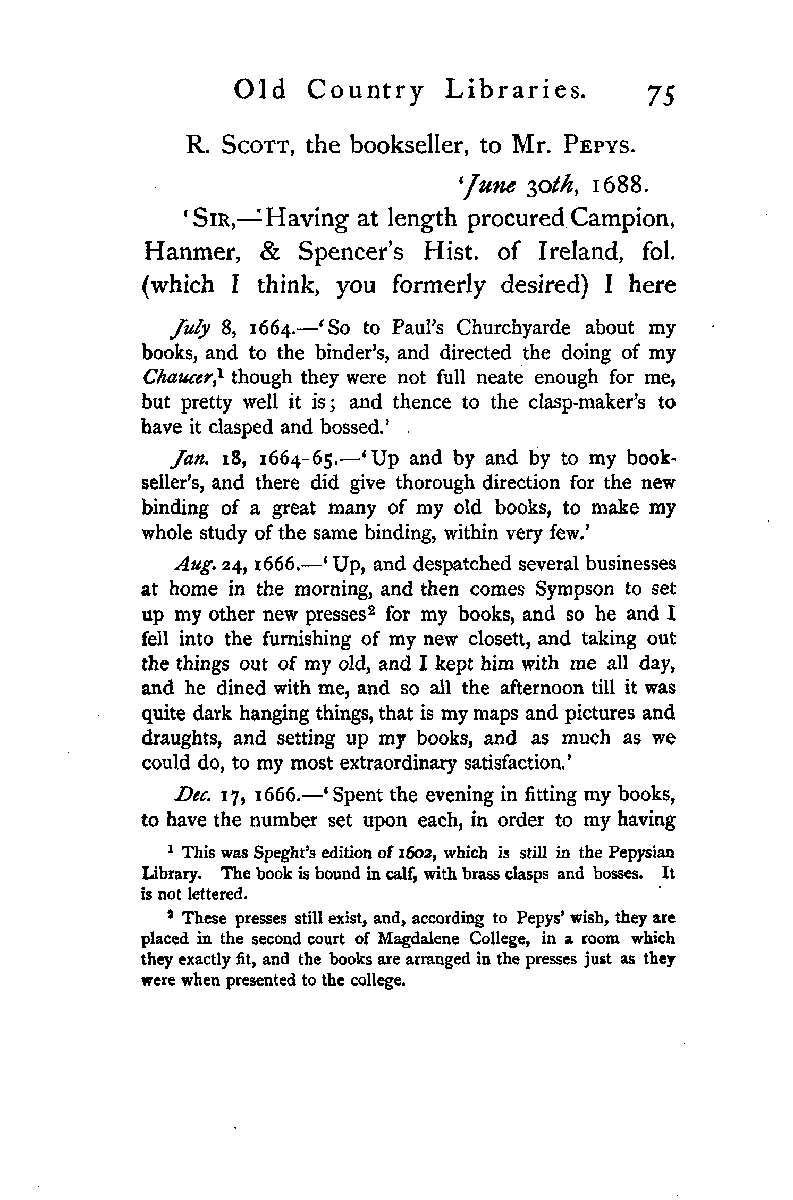 Old Country Libraries. 75
R. SCOTT, the bookseller, to Mr. PEPYS.
'June 30th, 1688.
'SIR,—Having at length procured Campion,
Hanmer, & Spencer's Hist. of Ireland, fol.
(which I think, you formerly desired) I here
July 8, 1664.—'So to Paul's Churchyarde about my
books, and to the binder's, and directed the doing of my
Chaucer,¹ though they were not full neate enough for me,
but pretty well it is; and thence to the clasp-maker's to
have it clasped and bossed.'
Jan. 18, 1664-65.—'Up and by and by to my book-
seller's, and there did give thorough direction for the new
binding of a great many of my old books, to make my
whole study of the same binding, within very few.'
Aug. 24, 1666.—'Up, and despatched several businesses
at home in the morning, and then comes Sympson to set
up my other new presses² for my books, and so he and I
fell into the furnishing of my new closett, and taking out
the things out of my old, and I kept him with me all day,
and he dined with me, and so all the afternoon till it was
quite dark hanging things, that is my maps and pictures and
draughts, and setting up my books, and as much as we
could do, to my most extraordinary satisfaction.'
Dec. 17, 1666.—'Spent the evening in fitting my books,
to have the number set upon each, in order to my having
¹ This was Speght's edition of 1602, which is still in the Pepysian
Library. The book is bound in calf, with brass clasps and bosses. It
is not lettered.
² These presses still exist, and, according to Pepys' wish, they are
placed in the second court of Magdalene College, in a room which
they exactly fit, and the books are arranged in the presses just as they
were when presented to the college.